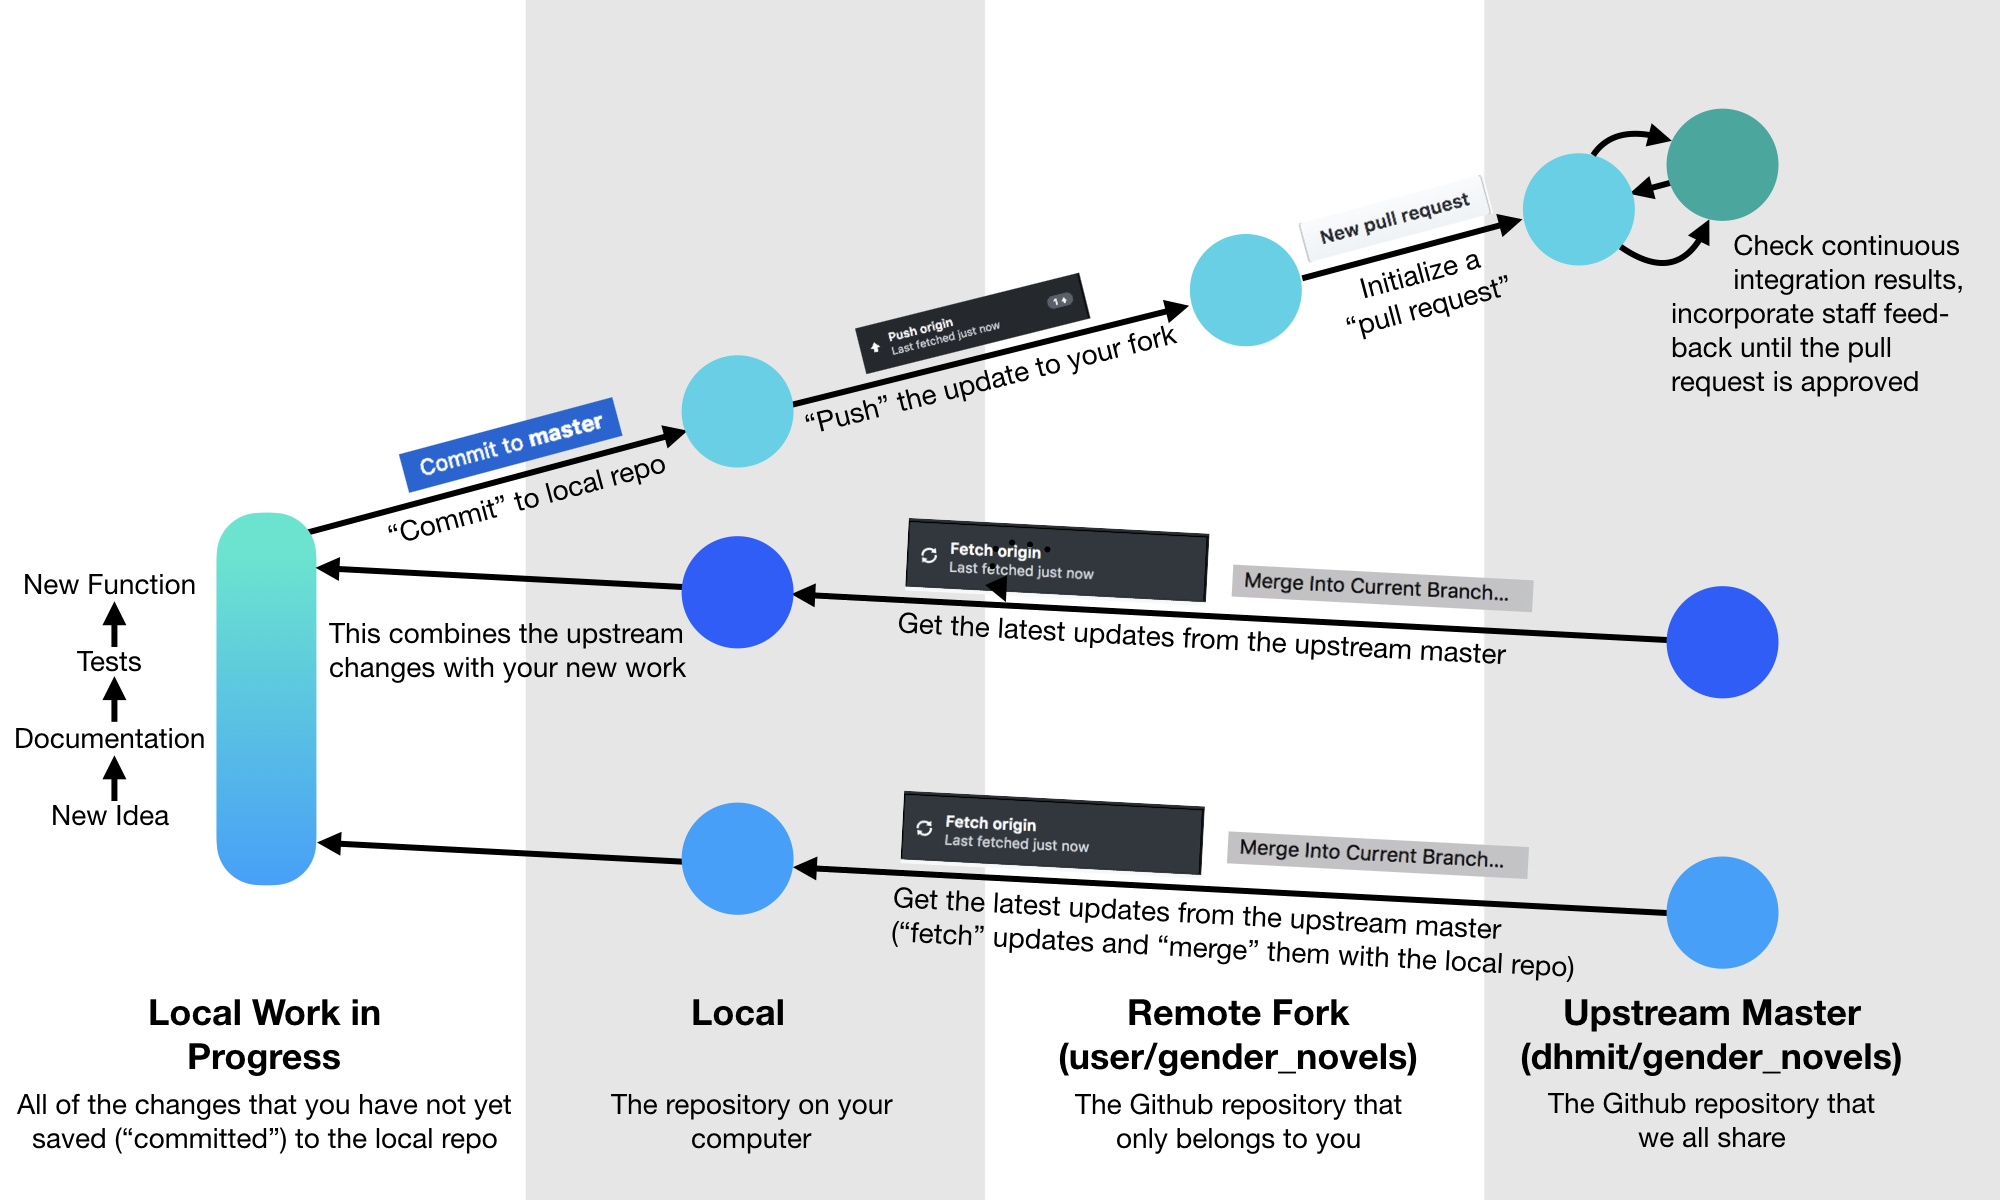 New pull request
Initialize a
“pull request”
Check continuous
integration results,
incorporate staff feed-
back until the pull
request is approved
Push origin
Last fetched just now
1
“Push” the update to your fork
Commit to master
“Commit” to local repo
New Function
Tests
Documentation
New Idea
This combines the upstream
changes with your new work
Fetch origin
Last fetched just now
Merge Into Current Branch...
Get the latest updates from the upstream master
Fetch origin
Last fetched just now
Merge Into Current Branch...
Get the latest updates from the upstream master
(“fetch” updates and “merge” them with the local repo)
Local Work in
Progress
All of the changes that you have not yet
saved (“committed”) to the local repo
Local
The repository on your
computer
Remote Fork
(user/gender_novels)
The Github repository that
only belongs to you
Upstream Master
(dhmit/gender_novels)
The Github repository that
we all share